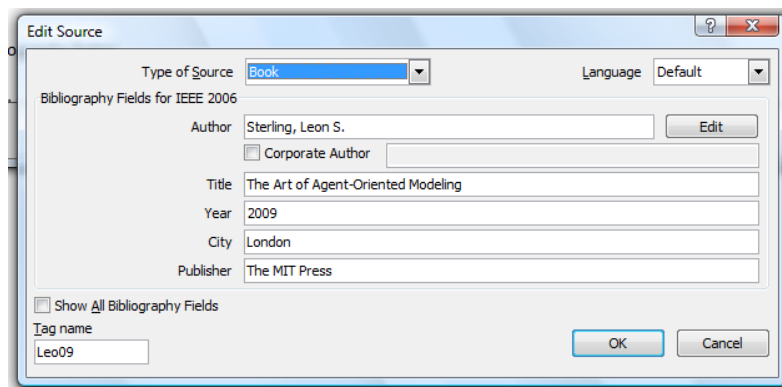 Edit Source
Type of Source Book Language Default
Bibliography Fields for IEEE 2006
Author Sterling, Leon S. Edit
Corporate Author
Title The Art of Agent-Oriented Modeling
Year 2009
City London
Publisher The MIT Press
Show All Bibliography Fields
Tag name
OK Cancel
Leo09